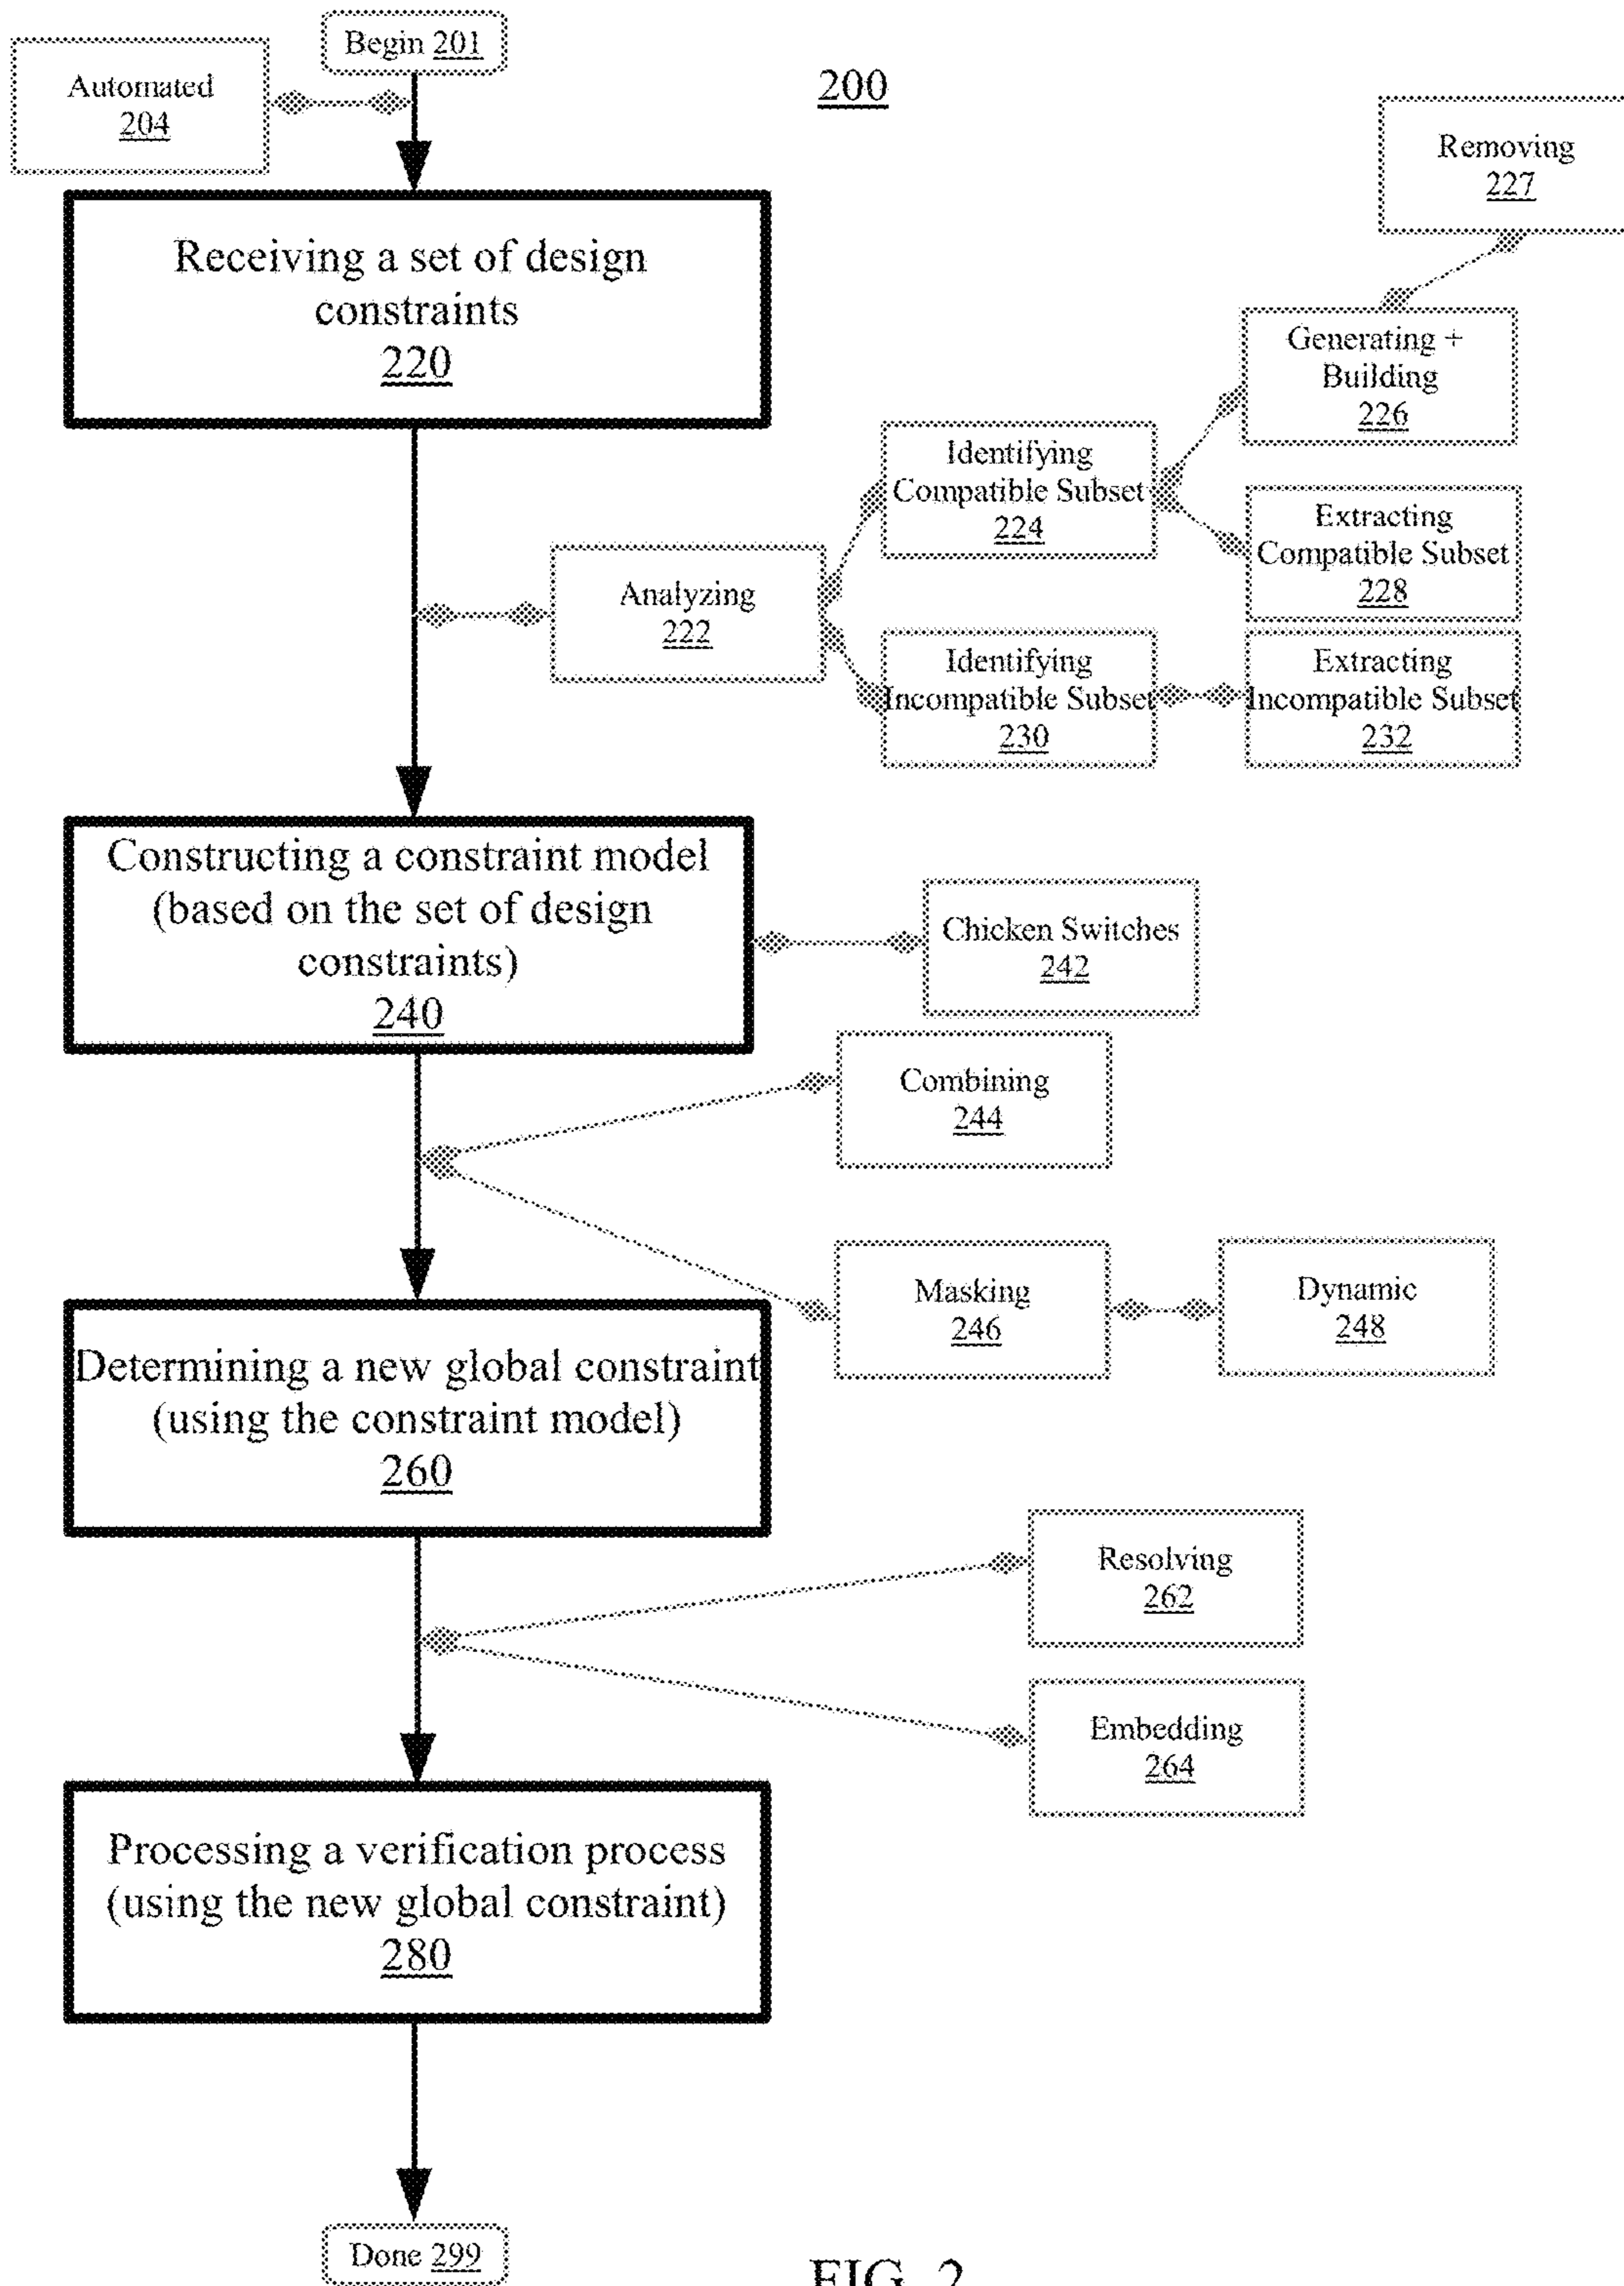 Begin 201
Automated
204
200
Removing
227
Receiving a set of design
constraints
220
Generating +
Building
226
Identifying
Compatible Subset
224
Extracting
Compatible Subset
228
Analyzing
222
Identifying
Incompatible Subset
230
Extracting
Incompatible Subset
232
Constructing a constraint model
(based on the set of design
constraints)
240
Chicken Switches
242
Combining
244
Masking
246
Dynamic
248
Determining a new global constraint
(using the constraint model)
260
Resolving
262
Embedding
264
Processing a verification process
(using the new global constraint)
280
Done 299
FIG. 2